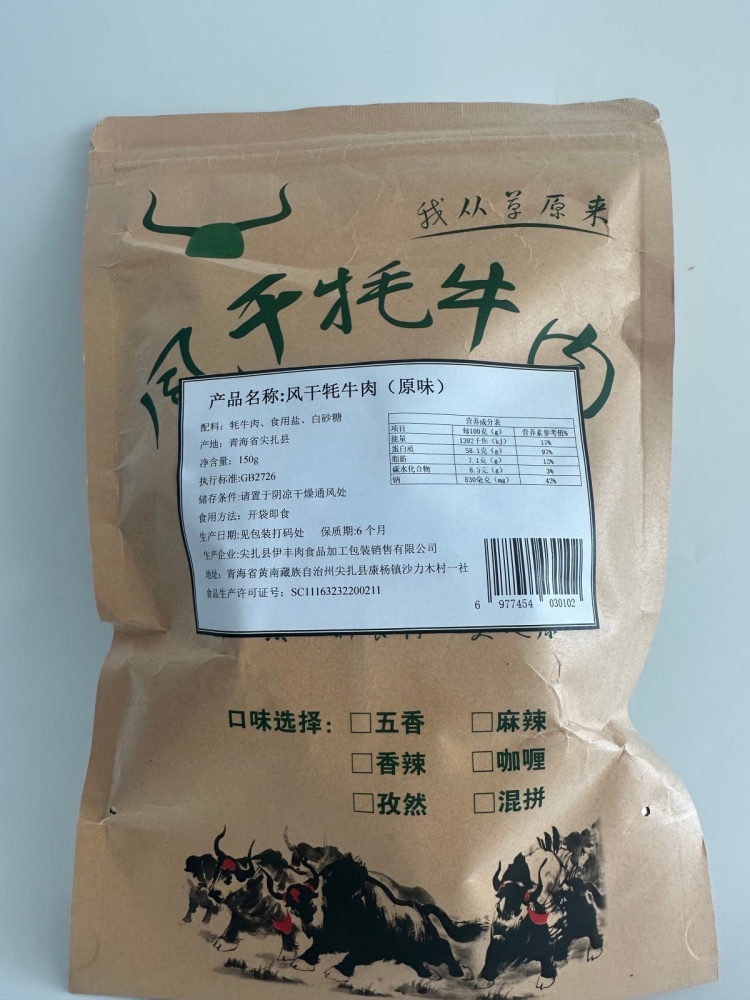 我从草原来
风干牦牛肉
产品名称:风干牦牛肉（原味）
配料：牦牛肉、食用盐、白砂糖
产地：青海省尖扎县
净含量：150g
执行标准:GB2726
储存条件:请置于阴凉干燥通风处
食用方法：开袋即食
生产日期:见包装打码处 保质期:6个月
生产企业:尖扎县伊丰肉食品加工包装销售有限公司
地址：青海省黄南藏族自治州尖扎县康杨镇沙力木村一社
食品生产许可证号：SC11163232200211
营养成分表
项目 每100克（g） 营养素参考值%
能量 1392千焦（kJ） 17%
蛋白质 58.1克（g） 97%
脂肪 7.1克（g） 12%
碳水化合物 8.5克（g） 3%
钠 830毫克（mg） 42%
6 977454 030102
口味选择：□五香 □麻辣
□香辣 □咖喱
□孜然 □混拼